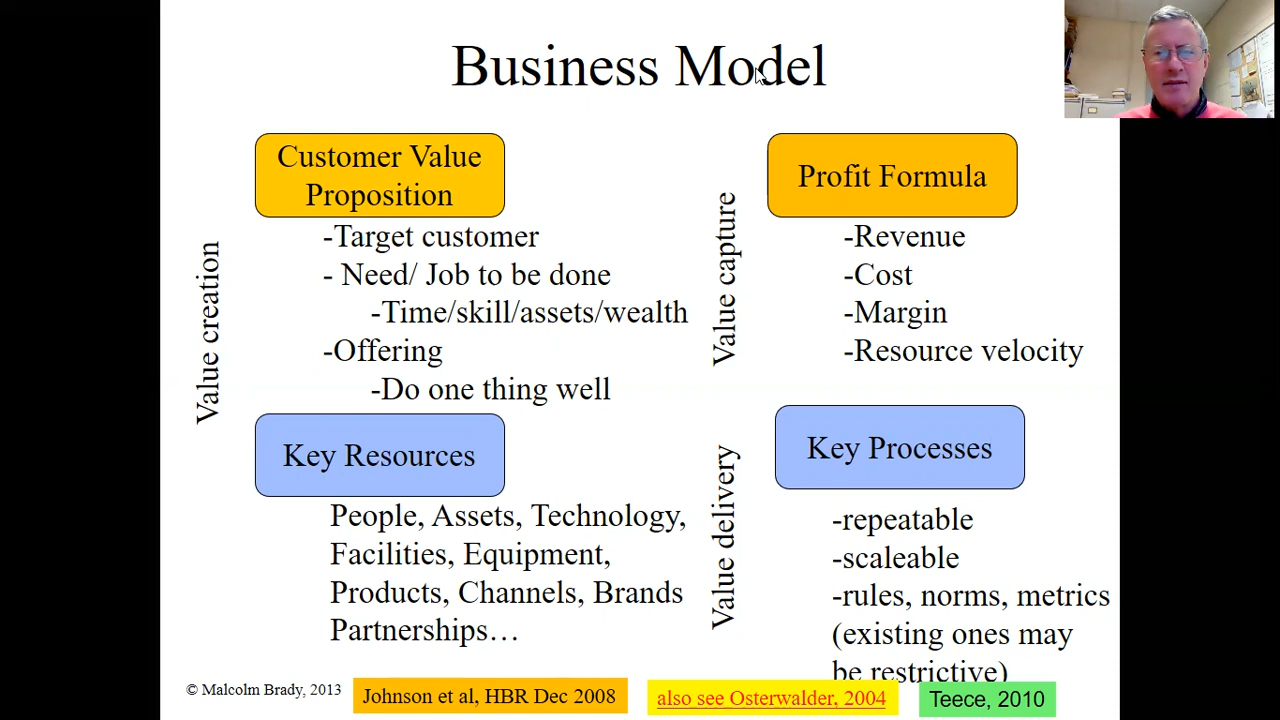 Business Model
Customer Value
Proposition
-Target customer
- Need/ Job to be done
-Time/skill/assets/wealth
-Offering
-Do one thing well
Value creation
Profit Formula
-Revenue
-Cost
-Margin
-Resource velocity
Value capture
Key Resources
People, Assets, Technology,
Facilities, Equipment,
Products, Channels, Brands
Partnerships…
Key Processes
-repeatable
-scaleable
-rules, norms, metrics
(existing ones may
be restrictive)
Value delivery
© Malcolm Brady, 2013
Johnson et al, HBR Dec 2008
also see Osterwalder, 2004
Teece, 2010